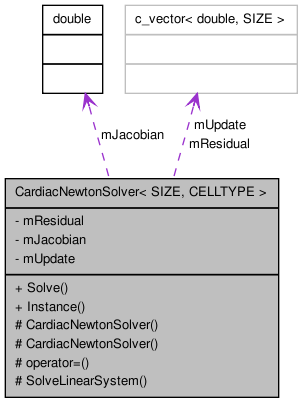 double
c_vector< double, SIZE >
mJacobian
mUpdate
mResidual
CardiacNewtonSolver< SIZE, CELLTYPE >
- mResidual
- mJacobian
- mUpdate
+ Solve()
+ Instance()
# CardiacNewtonSolver()
# CardiacNewtonSolver()
# operator=()
# SolveLinearSystem()